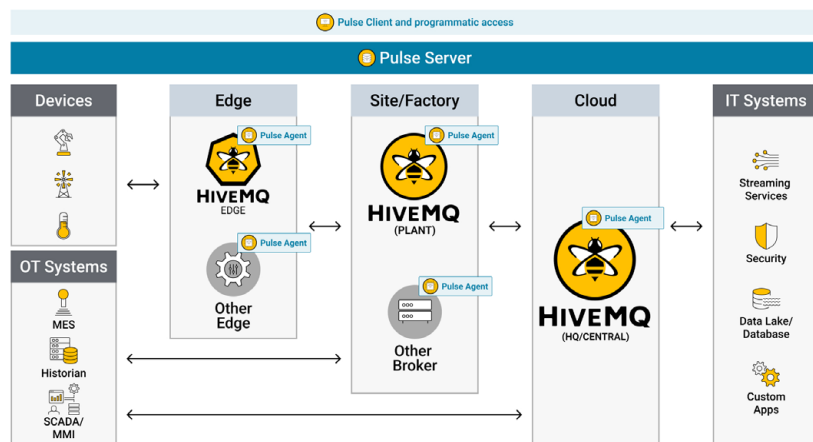 Pulse Client and programmatic access
Pulse Server
Devices
OT Systems
MES
Historian
SCADA/
MMI
Edge
Pulse Agent
HIVEMQ
EDGE
Pulse Agent
Other
Edge
Site/Factory
Pulse Agent
HIVEMQ
(PLANT)
Pulse Agent
Other
Broker
Cloud
Pulse Agent
HIVEMQ
(HQ/CENTRAL)
IT Systems
Streaming
Services
Security
Data Lake/
Database
Custom
Apps